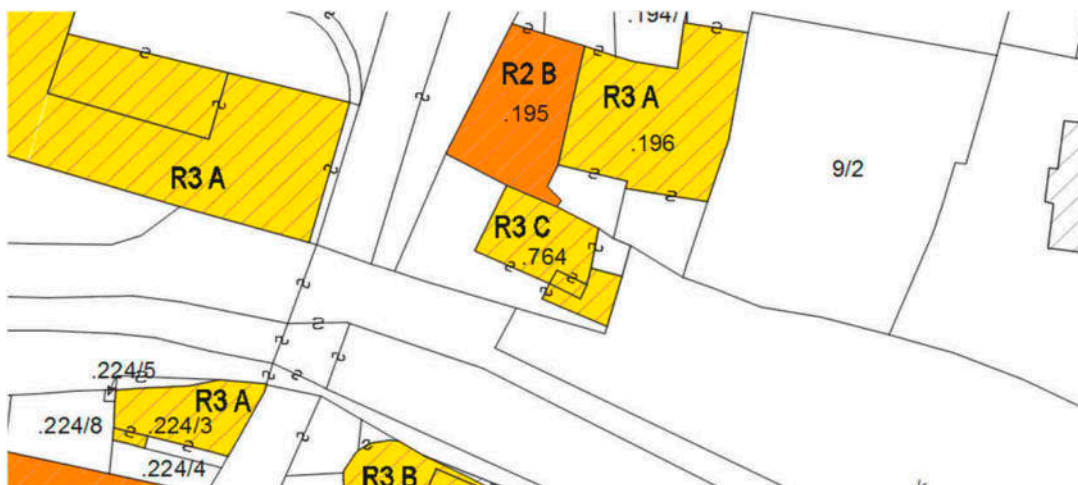 .194/
R2 B
.195
R3 A
.196
9/2
R3 A
R3 C
.764
.224/5
R3 A
.224/8
.224/3
.224/4
R3 B